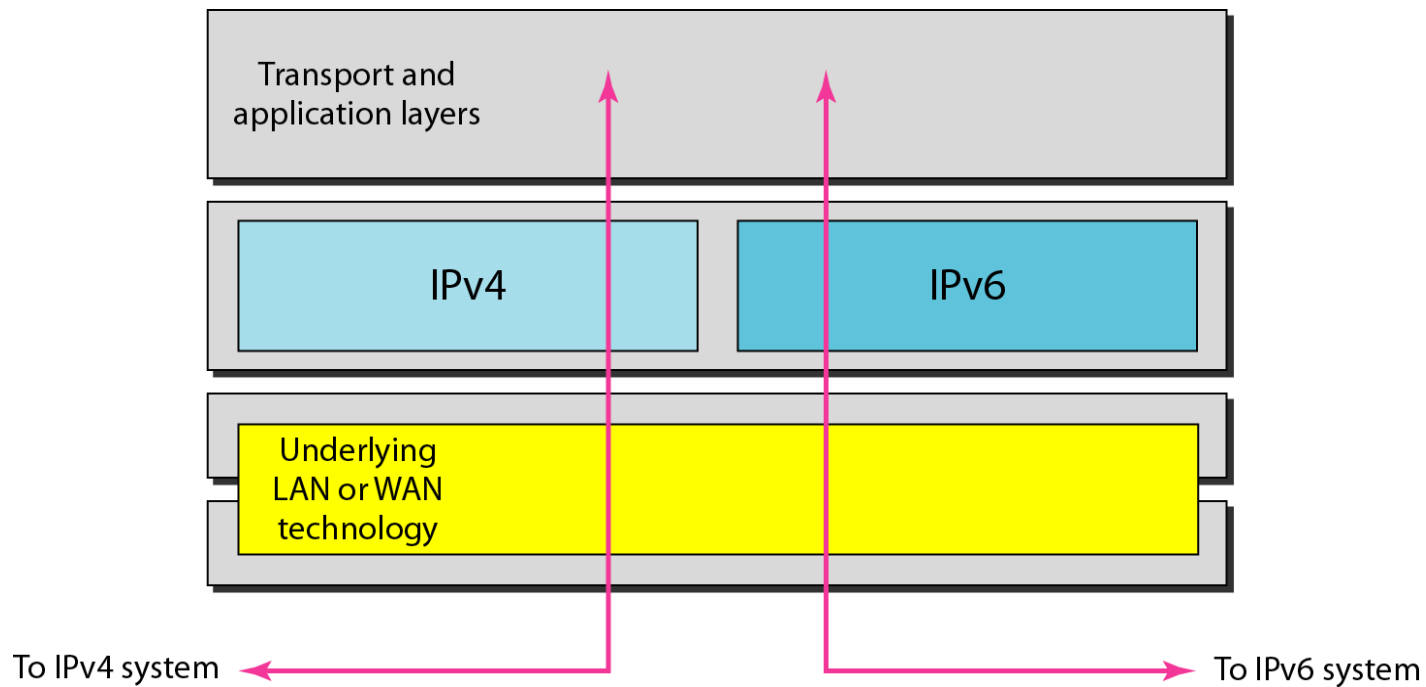 Transport and
application layers
IPv4
IPv6
Underlying
LAN or WAN
technology
To IPv4 system
To IPv6 system